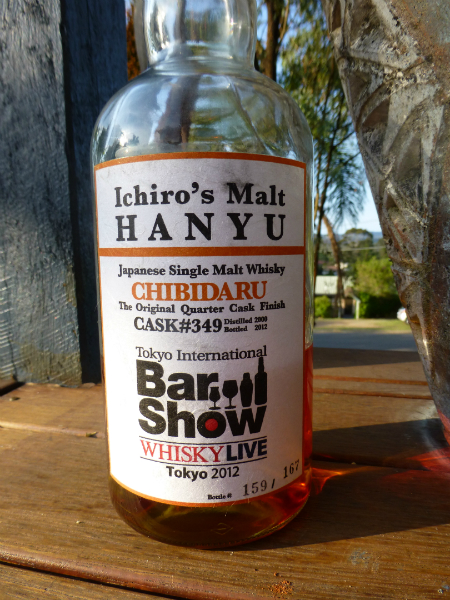 Ichiro's Malt
HANYU
Japanese Single Malt Whisky
CHIBIDARU
The Original Quarter Cask Finish
CASK#349 Distilled 2000
Bottled 2012
Tokyo International
Bar
Show
WHISKY LIVE
Tokyo 2012
Bottle #: 159 / 167